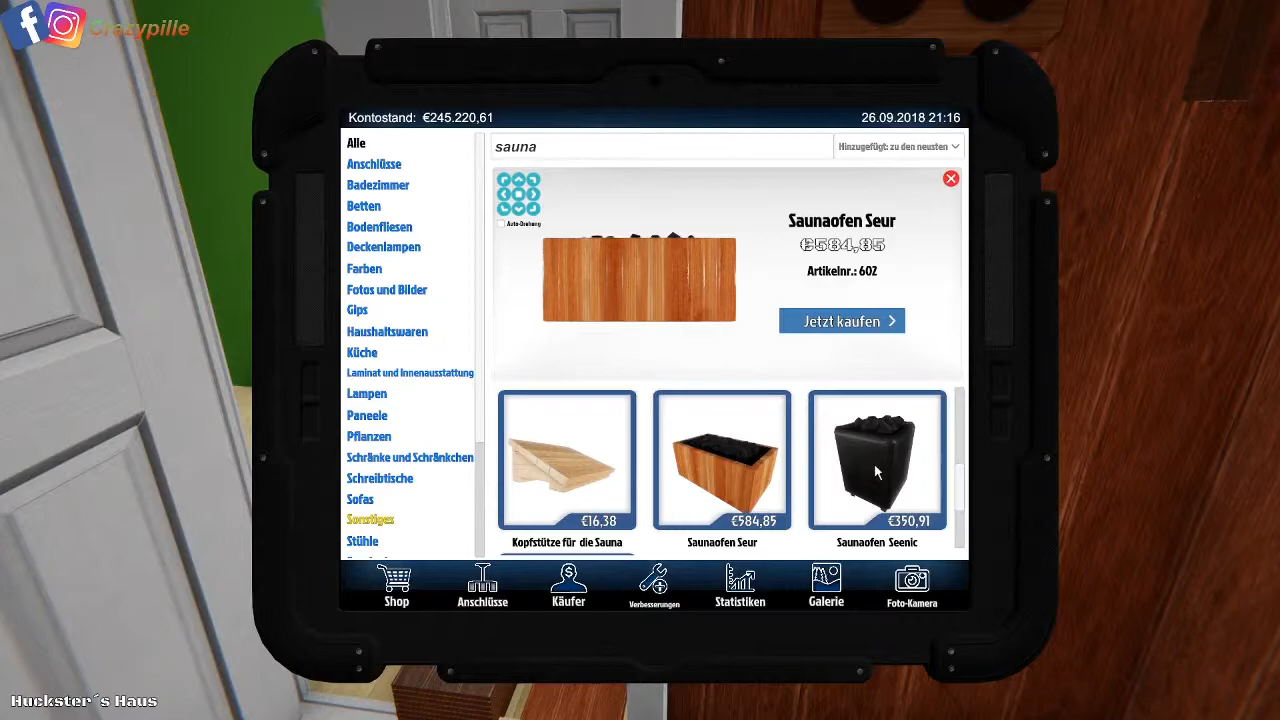 Crazypille
Kontostand: €245.220,61
26.09.2018 21:16
Alle
Anschlüsse
Badezimmer
Betten
Bodenfliesen
Deckenlampen
Farben
Fotos und Bilder
Gips
Haushaltswaren
Küche
Laminat und Innenausstattung
Lampen
Paneele
Pflanzen
Schränke und Schränkchen
Schreibtische
Sofas
Sonstiges
Stühle
sauna
Hinzugefügt: zu den neusten
Auto-Drehung
Saunaofen Seur
€584,85
Artikelnr.: 602
Jetzt kaufen
€16,38
Kopfstütze für die Sauna
€584,85
Saunaofen Seur
€350,91
Saunaofen Seenic
Shop
Anschlüsse
Käufer
Verbesserungen
Statistiken
Galerie
Foto-Kamera
Huckster´s Haus